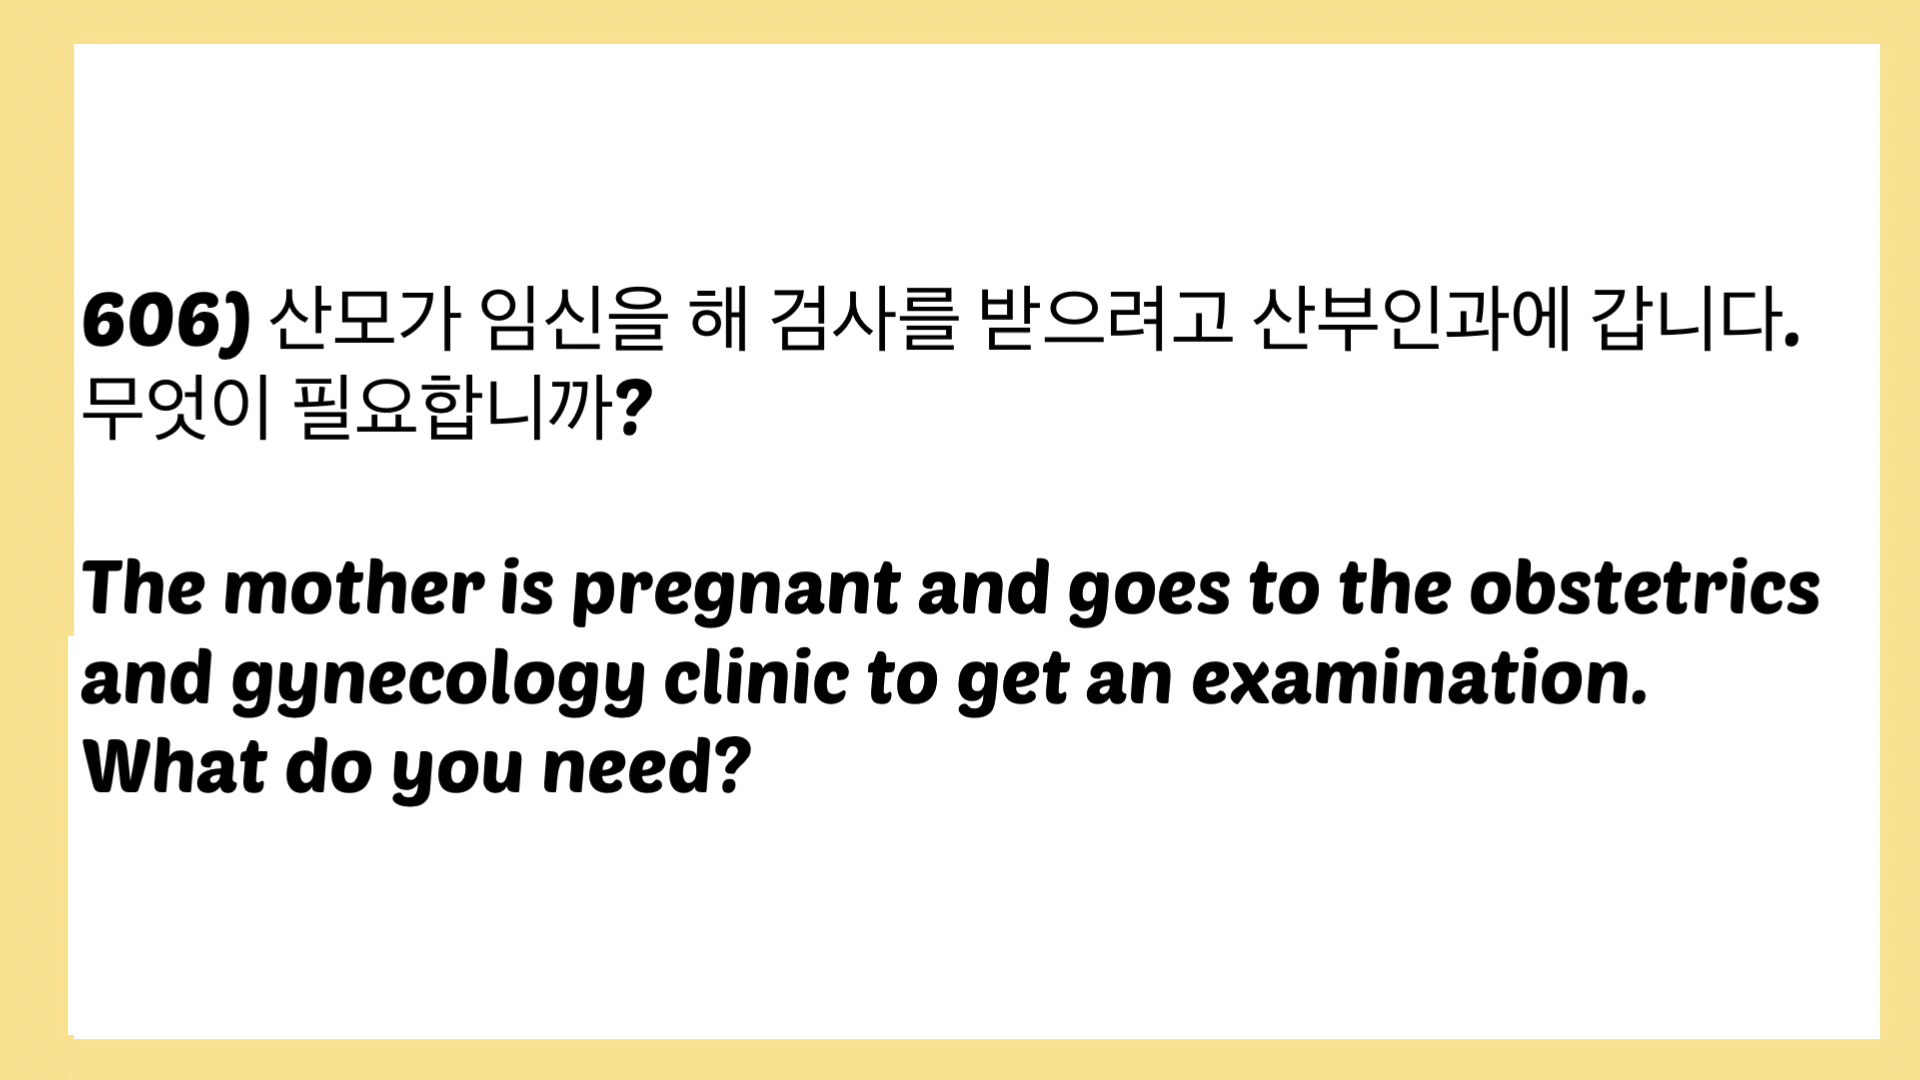 606) 산모가 임신을 해 검사를 받으려고 산부인과에 갑니다.
무엇이 필요합니까?
The mother is pregnant and goes to the obstetrics
and gynecology clinic to get an examination.
What do you need?